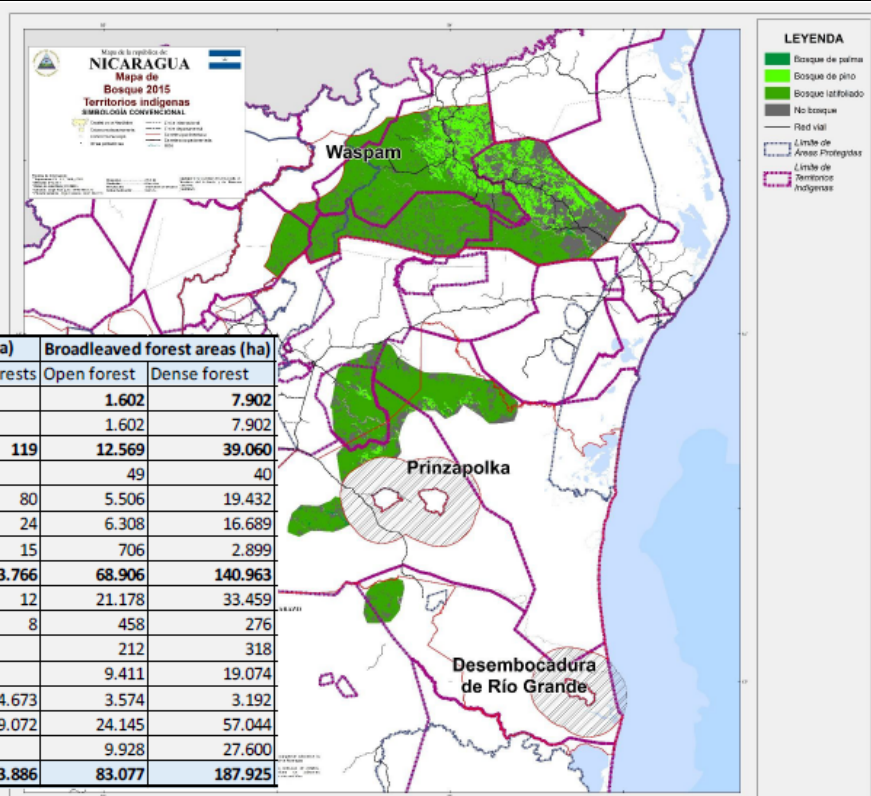 Mapa de la república de:
NICARAGUA
Mapa de
Bosque 2015
Territorios indígenas
SIMBOLOGÍA CONVENCIONAL
LEYENDA
Bosque de palma
Bosque de pino
Bosque latifoliado
No bosque
Red vial
Límite de
Áreas Protegidas
Límite de
Territorios
Indígenas
Waspam
Prinzapolka
Desembocadura
de Río Grande
a) Broadleaved forest areas (ha)
rests Open forest Dense forest
1.602 7.902
1.602 7.902
119 12.569 39.060
49 40
80 5.506 19.432
24 6.308 16.689
15 706 2.899
3.766 68.906 140.963
12 21.178 33.459
8 458 276
212 318
9.411 19.074
4.673 3.574 3.192
9.072 24.145 57.044
9.928 27.600
3.886 83.077 187.925